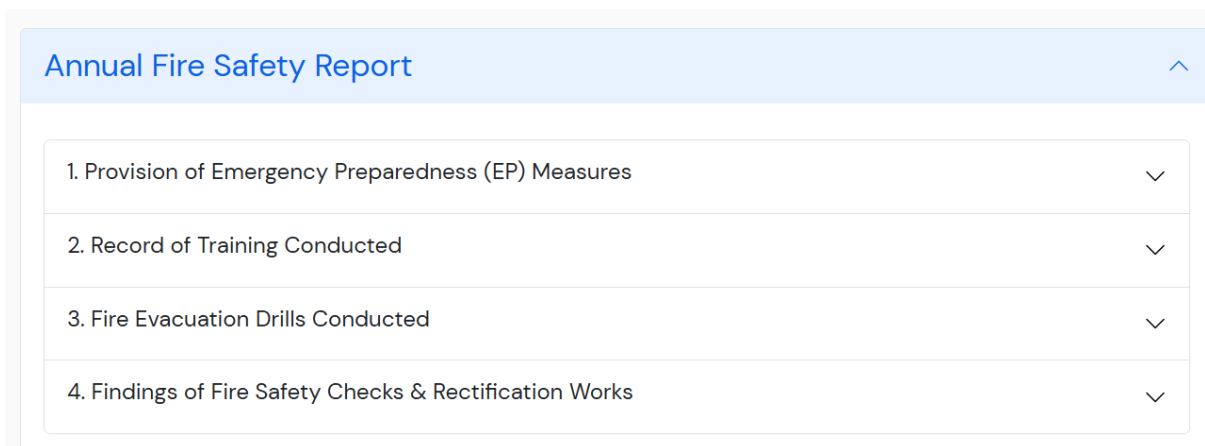 Annual Fire Safety Report
1. Provision of Emergency Preparedness (EP) Measures
2. Record of Training Conducted
3. Fire Evacuation Drills Conducted
4. Findings of Fire Safety Checks & Rectification Works